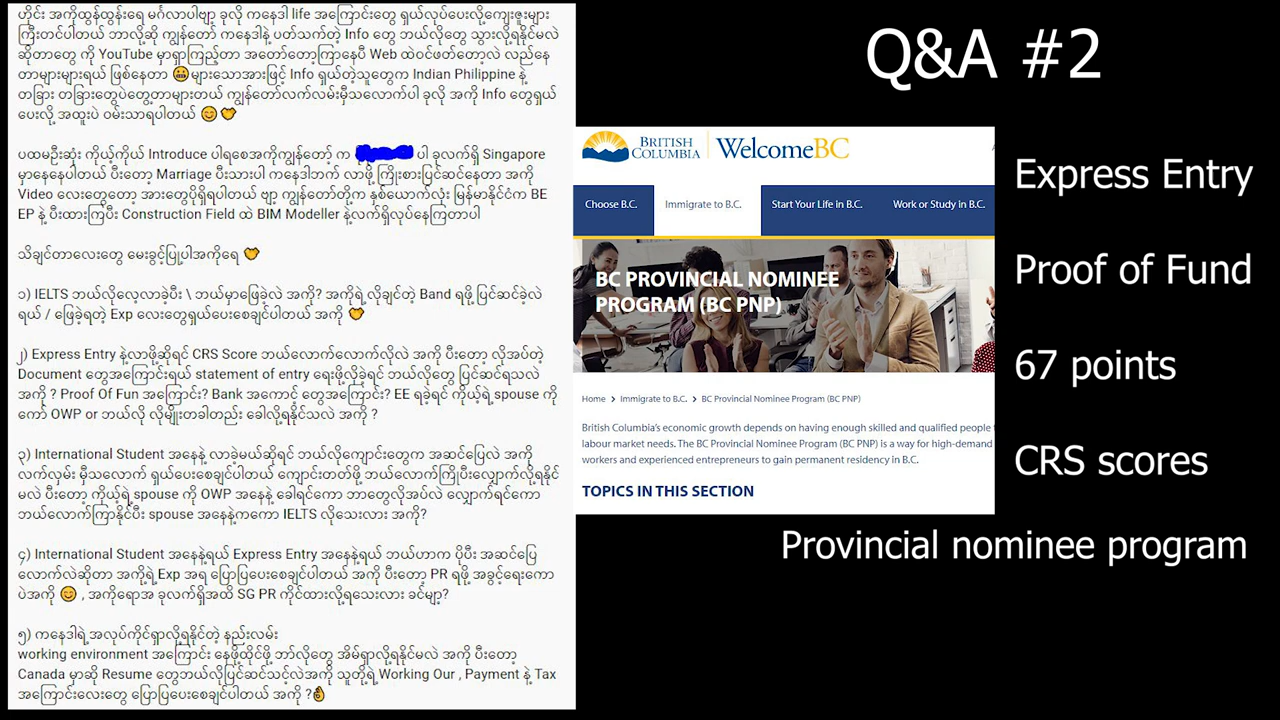 ဟိုင်း အကိုထွန်ထွန်းရေ မင်္ဂလာပါဗျာ့ ခုလို ကနေဒါ life အကြောင်းတွေ ရှယ်လုပ်ပေးလို့ကျေးဇူးများ
ကြီးတင်ပါတယ် ဘာလို့ဆို ကျွန်တော် ကနေဒါနဲ့ ပတ်သက်တဲ့ Info တွေ ဘယ်လိုတွေ သွားလို့ရနိုင်မလဲ
ဆိုတာတွေ ကို YouTube မှာရှာကြည့်တာ အတော်တော့ကြာနေပီ Web ထဲဝင်ဖတ်တော့လဲ လည်နေ
တာများများရယ် ဖြစ်နေတာ 😁များသောအားဖြင့် Info ရှယ်တဲ့သူတွေက Indian Philippine နဲ့
တခြား တခြားတွေပဲတွေ့တာများတယ် ကျွန်တော်လက်လမ်းမှီသလောက်ပါ ခုလို အကို Info တွေရှယ်
ပေးလို့ အထူးပဲ ဝမ်းသာရပါတယ် 😊
ပထမဦးဆုံး ကိုယ့်ကိုယ် Introduce ပါရစေအကိုကျွန်တော့် က ပါ ခုလက်ရှိ Singapore
မှာနေနေပါတယ် ပီးတော့ Marriage ပီးသားပါ ကနေဒါဘက် လာဖို့ ကြိုးစားပြင်ဆင်နေတာ အကို
Video လေးတွေတော့ အားတွေပိုရှိရပါတယ် ဗျာ့ ကျွန်တော်တို့က နှစ်ယောက်လုံး မြန်မာနိုင်ငံက BE
EP နဲ့ ပီးထားကြပီး Construction Field ထဲ BIM Modeller နဲ့လက်ရှိလုပ်နေကြတာပါ
သိချင်တာလေးတွေ မေးခွင့်ပြုပါအကိုရေ
၁) IELTS ဘယ်လိုလေ့လာခဲ့ပီး \ ဘယ်မှာဖြေခဲ့လဲ အကို? အကိုရဲ့လိုချင်တဲ့ Band ရဖို့ ပြင်ဆင်ခဲ့လဲ
ရယ် / ဖြေခဲ့ရတဲ့ Exp လေးတွေရှယ်ပေးစေချင်ပါတယ် အကို
၂) Express Entry နဲ့လာဖို့ဆိုရင် CRS Score ဘယ်လောက်လောက်လိုလဲ အကို ပီးတော့ လိုအပ်တဲ့
Document တွေအကြောင်းရယ် statement of entry ရေးဖို့လိုခဲ့ရင် ဘယ်လိုတွေ ပြင်ဆင်ရသလဲ
အကို ? Proof Of Fun အကြောင်း? Bank အကောင့် တွေအကြောင်း? EE ရခဲ့ရင် ကိုယ့်ရဲ့spouse ကို
ကော် OWP or ဘယ်လို လိုမျိုးတခါတည်း ခေါ်လို့ရနိုင်သလဲ အကို ?
၃) International Student အနေနဲ့ လာခဲ့မယ်ဆိုရင် ဘယ်လိုကျောင်းတွေက အဆင်ပြေလဲ အကို
လက်လှမ်း မှီသလောက် ရှယ်ပေးစေချင်ပါတယ် ကျောင်းတက်ဖို့ ဘယ်လောက်ကြိုပီးလျှောက်လို့ရနိုင်
မလဲ ပီးတော့ ကိုယ့်ရဲ့spouse ကို OWP အနေနဲ့ ခေါ်ရင်ကော ဘာတွေလိုအပ်လဲ လျှောက်ရင်ကော
ဘယ်လောက်ကြာနိုင်ပီး spouse အနေနဲ့ကကော IELTS လိုသေးလား အကို?
၄) International Student အနေနဲ့ရယ် Express Entry အနေနဲ့ရယ် ဘယ်ဟာက ပိုပီး အဆင်ပြေ
လောက်လဲဆိုတာ အကို့ရဲ့Exp အရ ပြောပြပေးစေချင်ပါတယ် အကို ပီးတော့ PR ရဖို့ အခွင့်ရေးကော
ပဲအကို 😊 , အကိုရောအ ခုလက်ရှိအထိ SG PR ကိုင်ထားလို့ရသေးလား ခင်မျာ့?
၅) ကနေဒါရဲ့အလုပ်ကိုင်ရှာလို့ရနိုင်တဲ့ နည်းလမ်း
working environment အကြောင်း နေဖို့ထိုင်ဖို့ ဘာ်လိုတွေ အိမ်ရှာလို့ရနိုင်မလဲ အကို ပီးတော့
Canada မှာဆို Resume တွေဘယ်လိုပြင်ဆင်သင့်လဲအကို သူတို့ရဲ့Working Our , Payment နဲ့ Tax
အကြောင်းလေးတွေ ပြောပြပေးစေချင်ပါတယ် အကို ?👌
Q&A #2
BRITISH COLUMBIA
WelcomeBC
Choose B.C. Immigrate to B.C. Start Your Life in B.C. Work or Study in B.C.
BC PROVINCIAL NOMINEE
PROGRAM (BC PNP)
Home > Immigrate to B.C. > BC Provincial Nominee Program (BC PNP)
British Columbia's economic growth depends on having enough skilled and qualified people
labour market needs. The BC Provincial Nominee Program (BC PNP) is a way for high-demand
workers and experienced entrepreneurs to gain permanent residency in B.C.
TOPICS IN THIS SECTION
Express Entry
Proof of Fund
67 points
CRS scores
Provincial nominee program